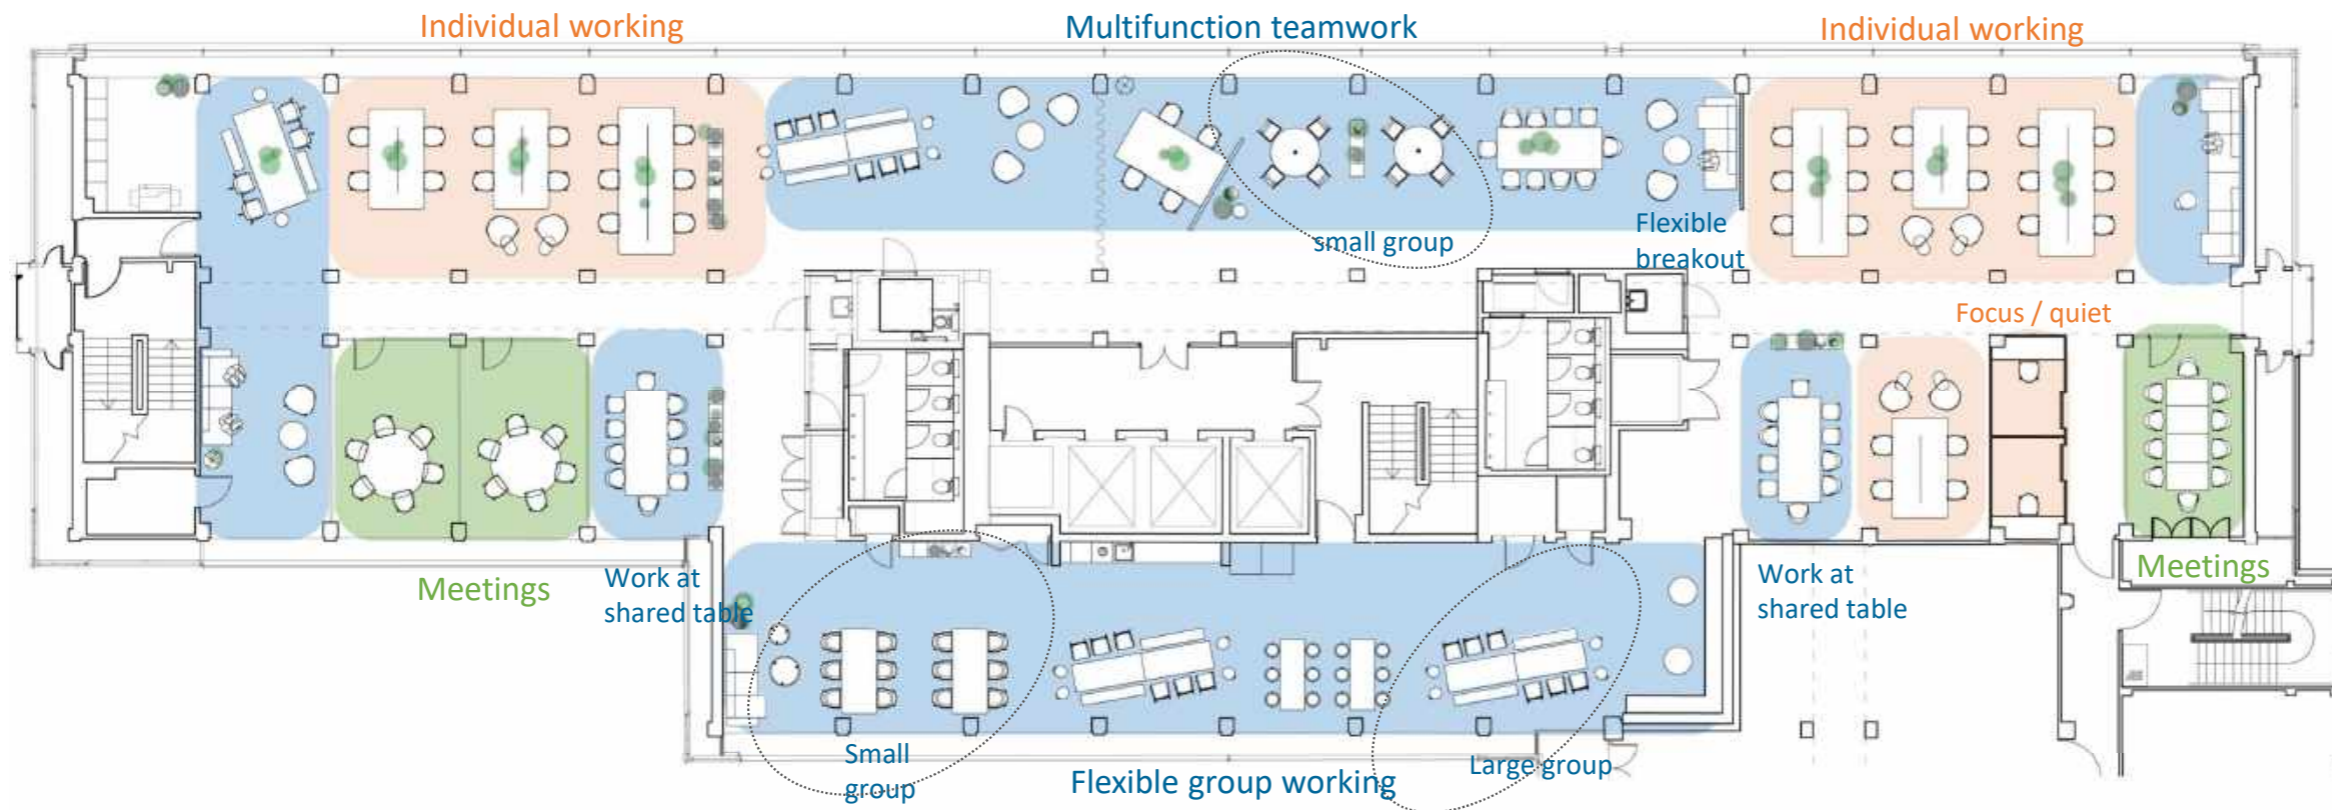 Individual working
Multifunction teamwork
Individual working
small group
Flexible
breakout
Focus / quiet
Meetings
Work at
shared table
Work at
shared table
Meetings
Small
group
Flexible group working
Large group